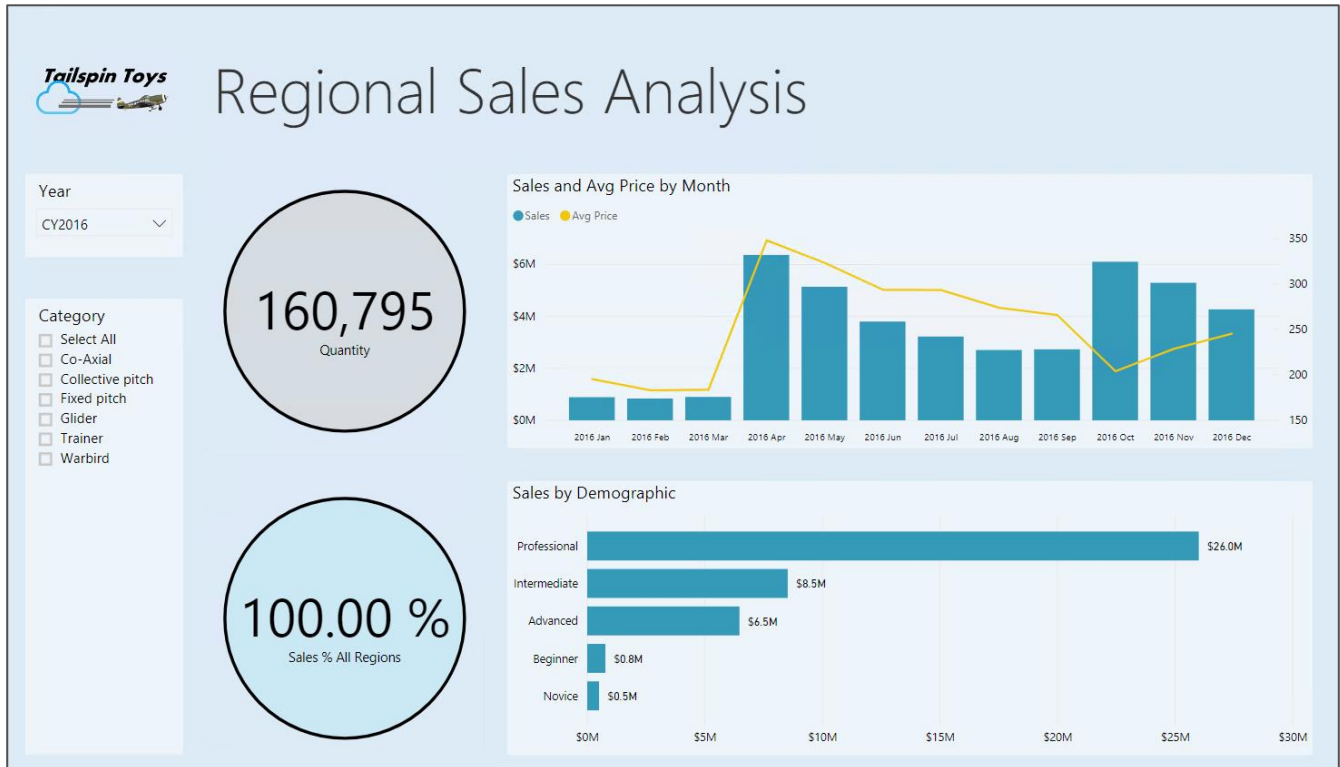 Tailspin Toys
Regional Sales Analysis
Year
CY2016
Category
Select All
Co-Axial
Collective pitch
Fixed pitch
Glider
Trainer
Warbird
160,795
Quantity
100.00 %
Sales % All Regions
Sales and Avg Price by Month
Sales Avg Price
$6M
$4M
$2M
$0M
350
300
250
200
150
2016 Jan 2016 Feb 2016 Mar 2016 Apr 2016 May 2016 Jun 2016 Jul 2016 Aug 2016 Sep 2016 Oct 2016 Nov 2016 Dec
Sales by Demographic
Professional $26.0M
Intermediate $8.5M
Advanced $6.5M
Beginner $0.8M
Novice $0.5M
$0M $5M $10M $15M $20M $25M $30M